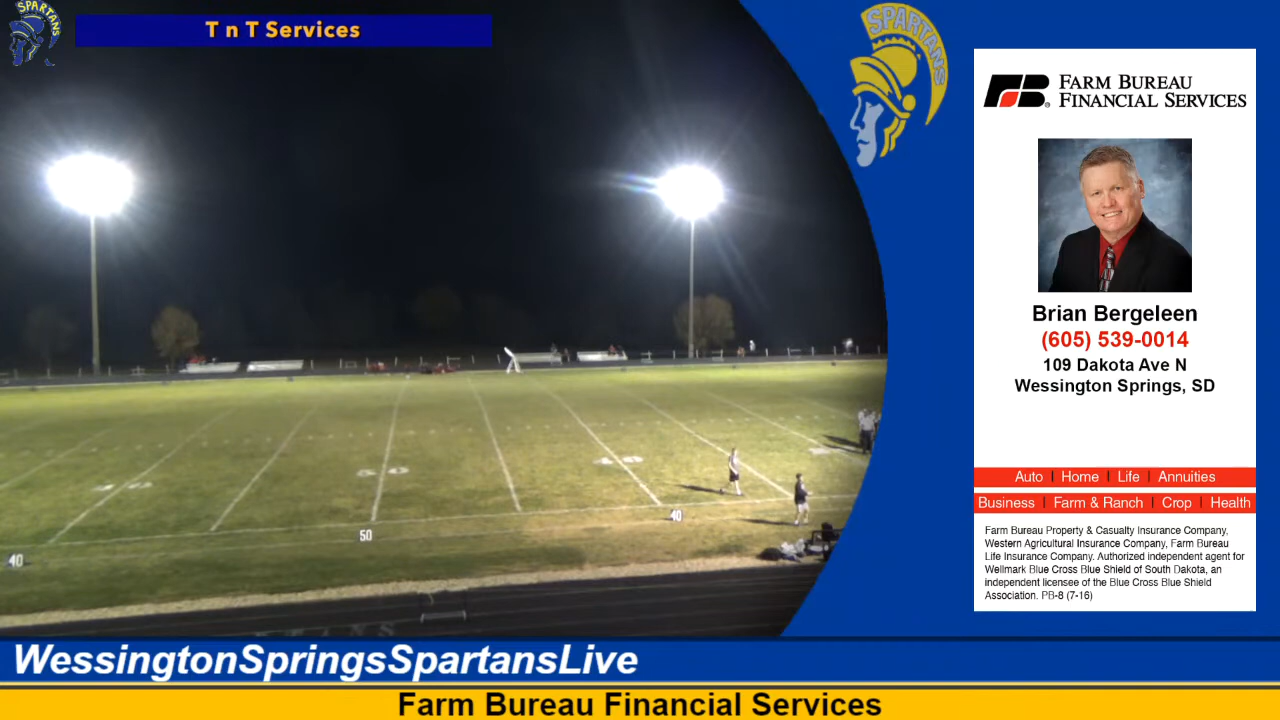 SPARTANS
T n T Services
SPARTANS
FARM BUREAU
FINANCIAL SERVICES
Brian Bergeleen
(605) 539-0014
109 Dakota Ave N
Wessington Springs, SD
Auto | Home | Life | Annuities
Business | Farm & Ranch | Crop | Health
Farm Bureau Property & Casualty Insurance Company,
Western Agricultural Insurance Company, Farm Bureau
Life Insurance Company. Authorized independent agent for
Wellmark Blue Cross Blue Shield of South Dakota, an
independent licensee of the Blue Cross Blue Shield
Association. PB-8 (7-16)
40
50
40
WessingtonSpringsSpartansLive
Farm Bureau Financial Services